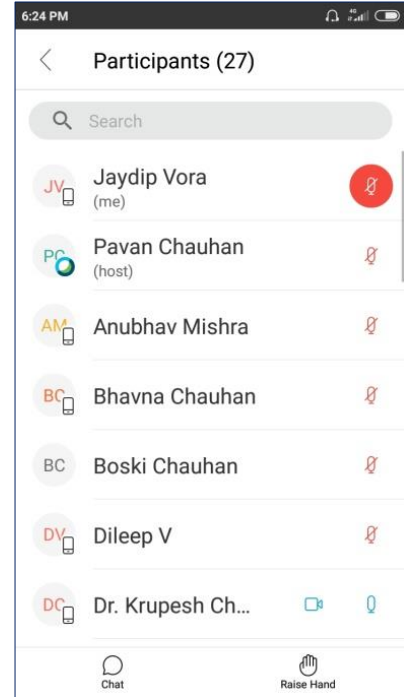 6:24 PM
4G
Participants (27)
Search
JV
Jaydip Vora
(me)
PC
Pavan Chauhan
(host)
AM
Anubhav Mishra
BC
Bhavna Chauhan
BC
Boski Chauhan
DV
Dileep V
DC
Dr. Krupesh Ch...
Chat
Raise Hand